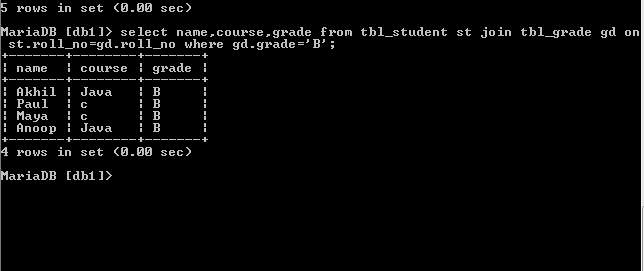 5 rows in set (0.00 sec)
MariaDB [db1]> select name,course,grade from tbl_student st join tbl_grade gd on
st.roll_no=gd.roll_no where gd.grade='B';
+-------+--------+-------+
| name | course | grade |
+-------+--------+-------+
| Akhil | Java | B |
| Paul | c | B |
| Maya | c | B |
| Anoop | Java | B |
+-------+--------+-------+
4 rows in set (0.00 sec)
MariaDB [db1]>